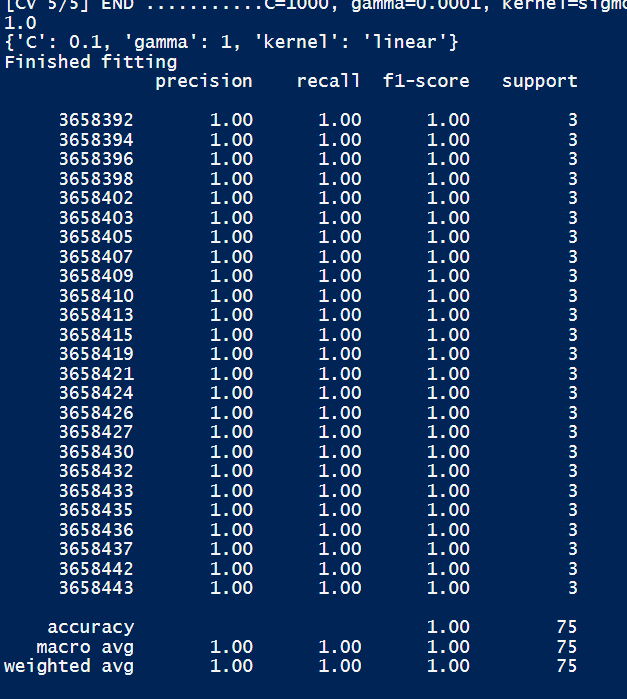 [CV 5/5] END ...........C=1000, gamma=0.0001, kernel=sigmo
1.0
{'C': 0.1, 'gamma': 1, 'kernel': 'linear'}
Finished fitting
precision recall f1-score support
3658392 1.00 1.00 1.00 3
3658394 1.00 1.00 1.00 3
3658396 1.00 1.00 1.00 3
3658398 1.00 1.00 1.00 3
3658402 1.00 1.00 1.00 3
3658403 1.00 1.00 1.00 3
3658405 1.00 1.00 1.00 3
3658407 1.00 1.00 1.00 3
3658409 1.00 1.00 1.00 3
3658410 1.00 1.00 1.00 3
3658413 1.00 1.00 1.00 3
3658415 1.00 1.00 1.00 3
3658419 1.00 1.00 1.00 3
3658421 1.00 1.00 1.00 3
3658424 1.00 1.00 1.00 3
3658426 1.00 1.00 1.00 3
3658427 1.00 1.00 1.00 3
3658430 1.00 1.00 1.00 3
3658432 1.00 1.00 1.00 3
3658433 1.00 1.00 1.00 3
3658435 1.00 1.00 1.00 3
3658436 1.00 1.00 1.00 3
3658437 1.00 1.00 1.00 3
3658442 1.00 1.00 1.00 3
3658443 1.00 1.00 1.00 3
accuracy 1.00 75
macro avg 1.00 1.00 1.00 75
weighted avg 1.00 1.00 1.00 75